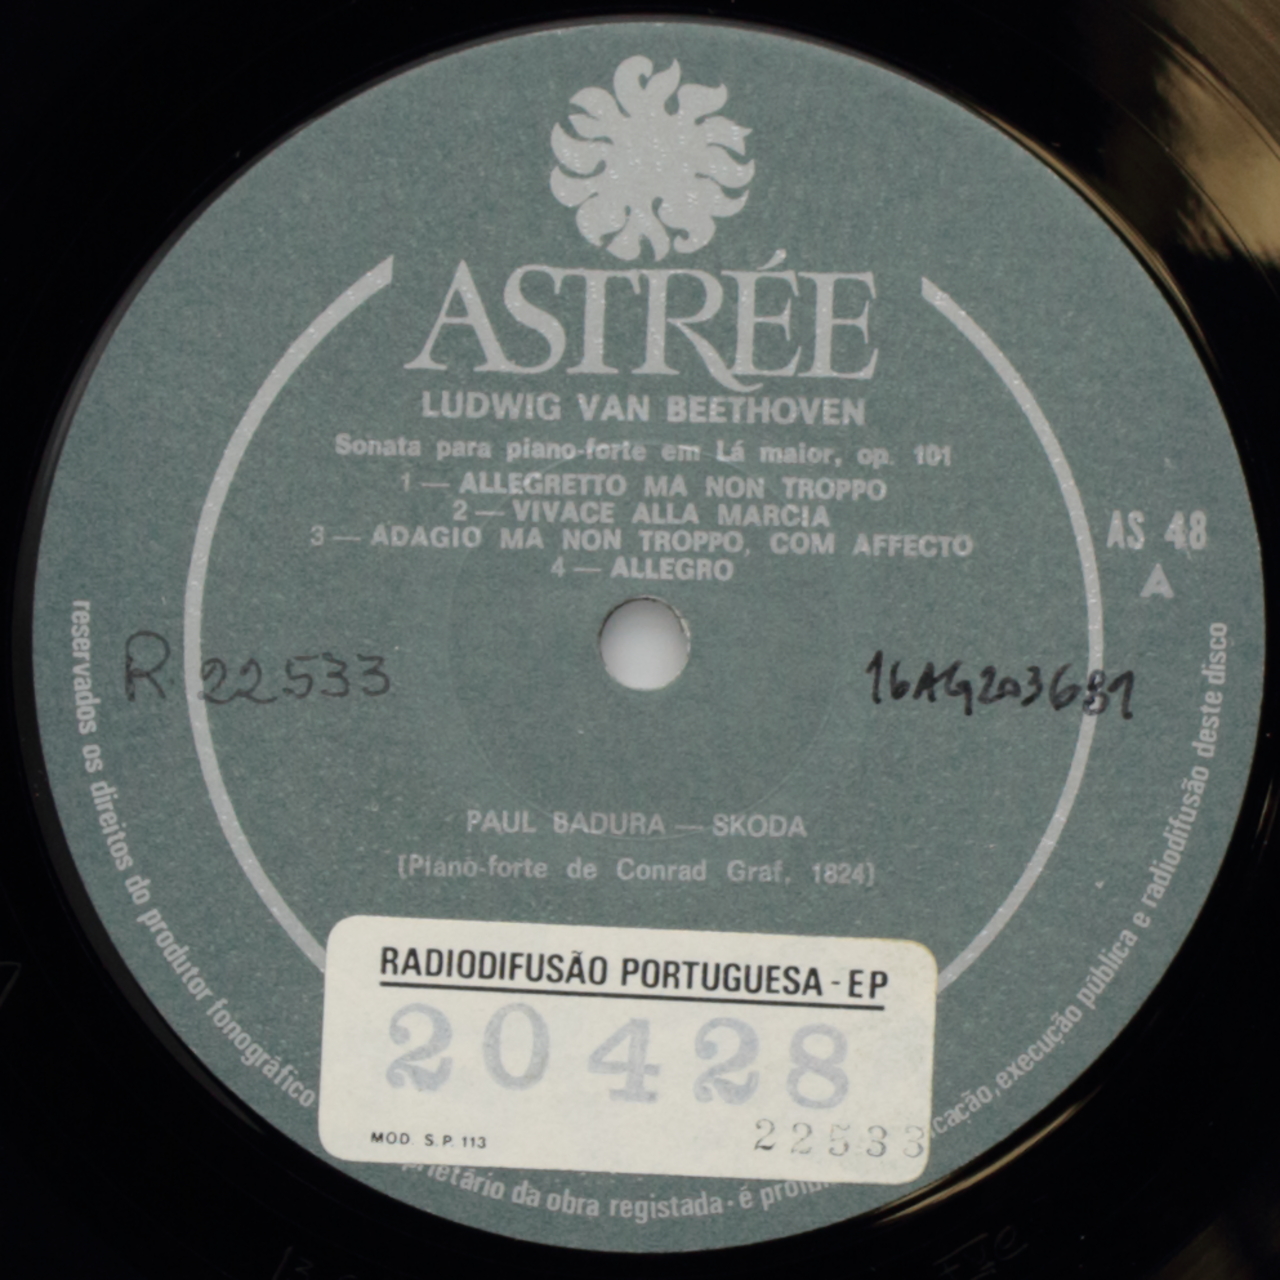 ASTRÉE
LUDWIG VAN BEETHOVEN
Sonata para piano-forte em Lá maior, op. 101
1 — ALLEGRETTO MA NON TROPPO
2 — VIVACE ALLA MARCIA
3 — ADAGIO MA NON TROPPO, COM AFFECTO
4 — ALLEGRO
AS 48
A
R 22533
16AG203681
PAUL BADURA — SKODA
(Piano-forte de Conrad Graf, 1824)
RADIODIFUSÃO PORTUGUESA - EP
20428
MOD. S.P. 113
22533
reservados os direitos do produtor fonográfico
da obra registada - é
execução pública e radiodifusão deste disco